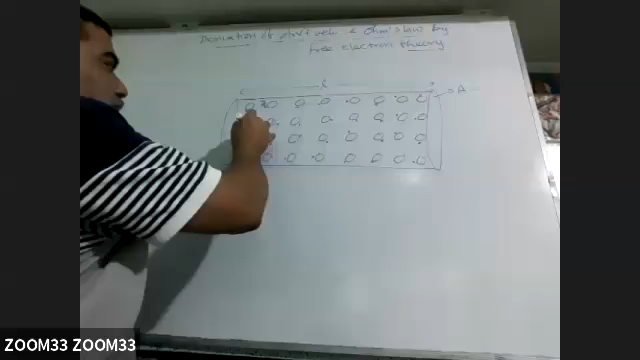 Derivation of drift velo & Ohm's law by
free electron theory
l
A
ZOOM33 ZOOM33